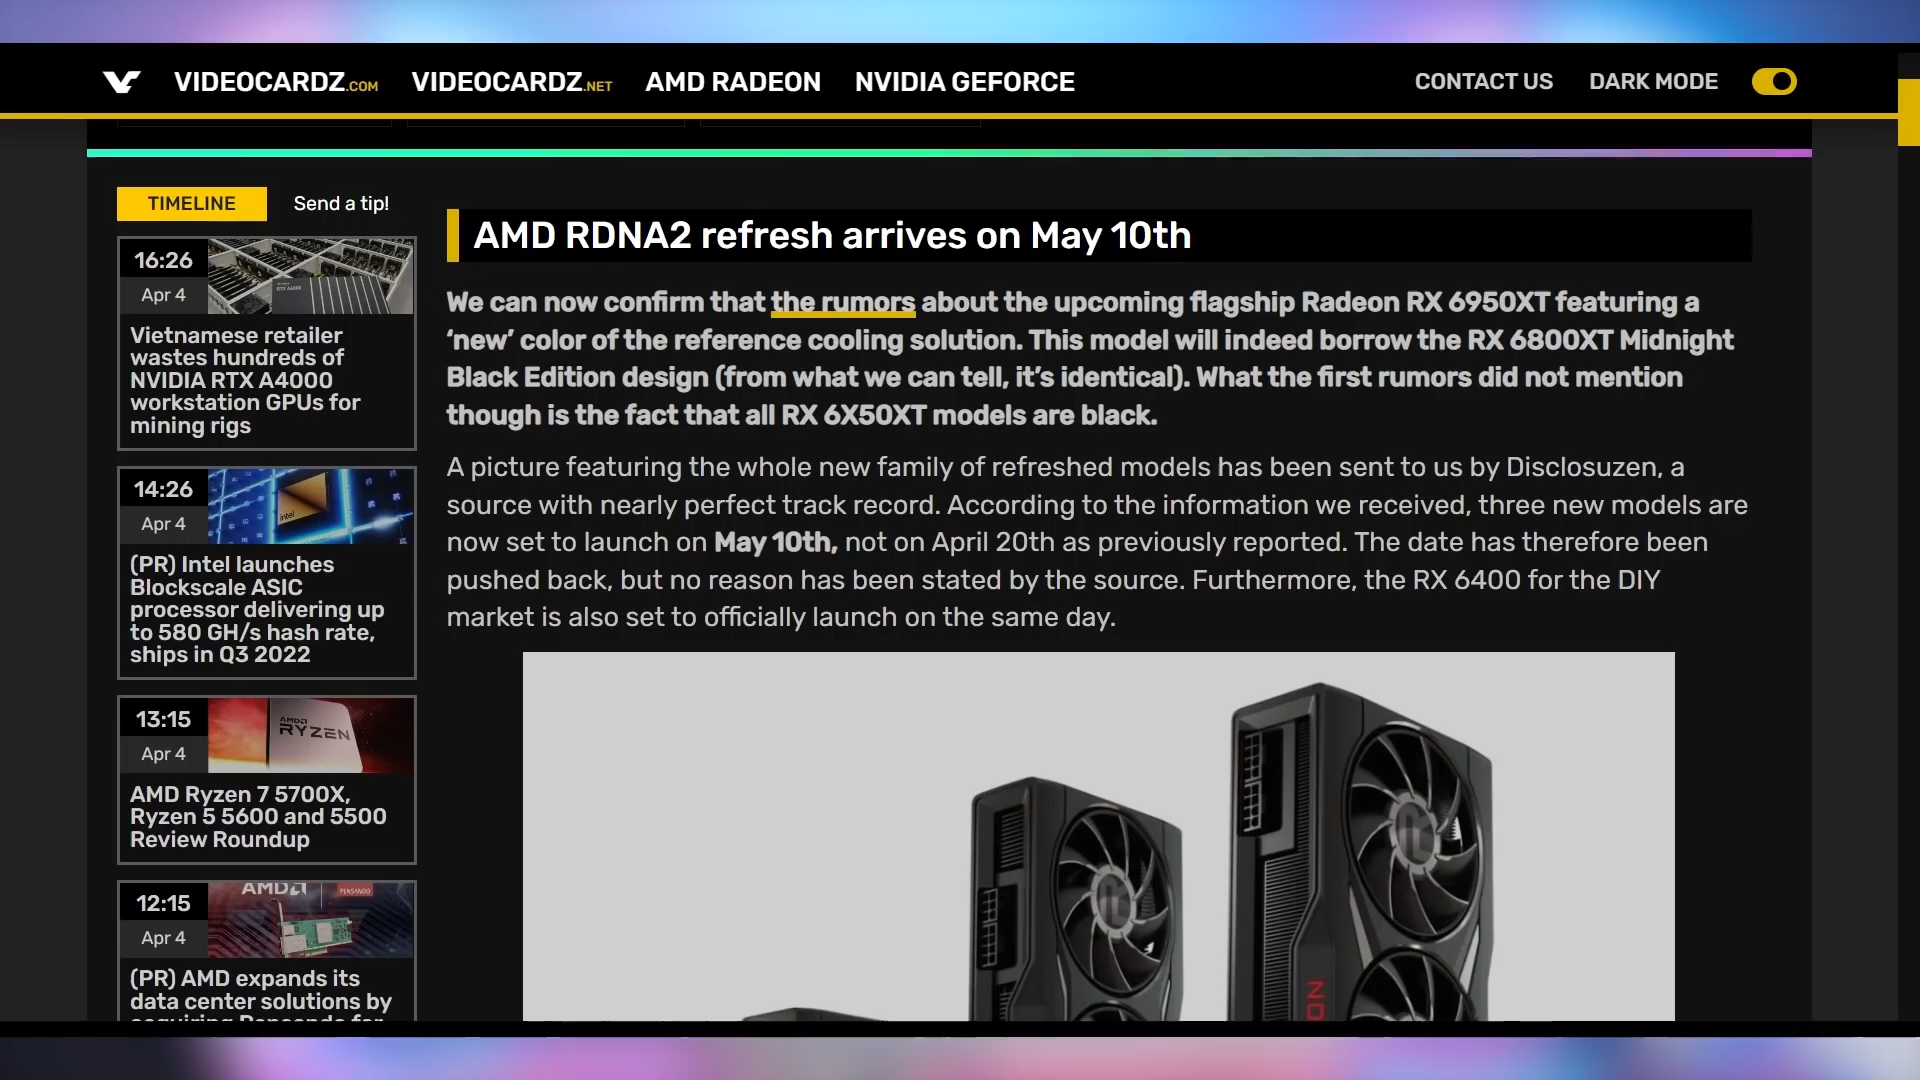 VIDEOCARDZ.COM VIDEOCARDZ.NET AMD RADEON NVIDIA GEFORCE CONTACT US DARK MODE
TIMELINE Send a tip!
16:26
Apr 4
Vietnamese retailer
wastes hundreds of
NVIDIA RTX A4000
workstation GPUs for
mining rigs
14:26
Apr 4
intel
(PR) Intel launches
Blockscale ASIC
processor delivering up
to 580 GH/s hash rate,
ships in Q3 2022
13:15
Apr 4
AMD
RYZEN
AMD Ryzen 7 5700X,
Ryzen 5 5600 and 5500
Review Roundup
12:15
Apr 4
AMD
PENSANDO
(PR) AMD expands its
data center solutions by
acquiring Pensando for
AMD RDNA2 refresh arrives on May 10th
We can now confirm that the rumors about the upcoming flagship Radeon RX 6950XT featuring a
‘new’ color of the reference cooling solution. This model will indeed borrow the RX 6800XT Midnight
Black Edition design (from what we can tell, it’s identical). What the first rumors did not mention
though is the fact that all RX 6X50XT models are black.
A picture featuring the whole new family of refreshed models has been sent to us by Disclosuzen, a
source with nearly perfect track record. According to the information we received, three new models are
now set to launch on May 10th, not on April 20th as previously reported. The date has therefore been
pushed back, but no reason has been stated by the source. Furthermore, the RX 6400 for the DIY
market is also set to officially launch on the same day.